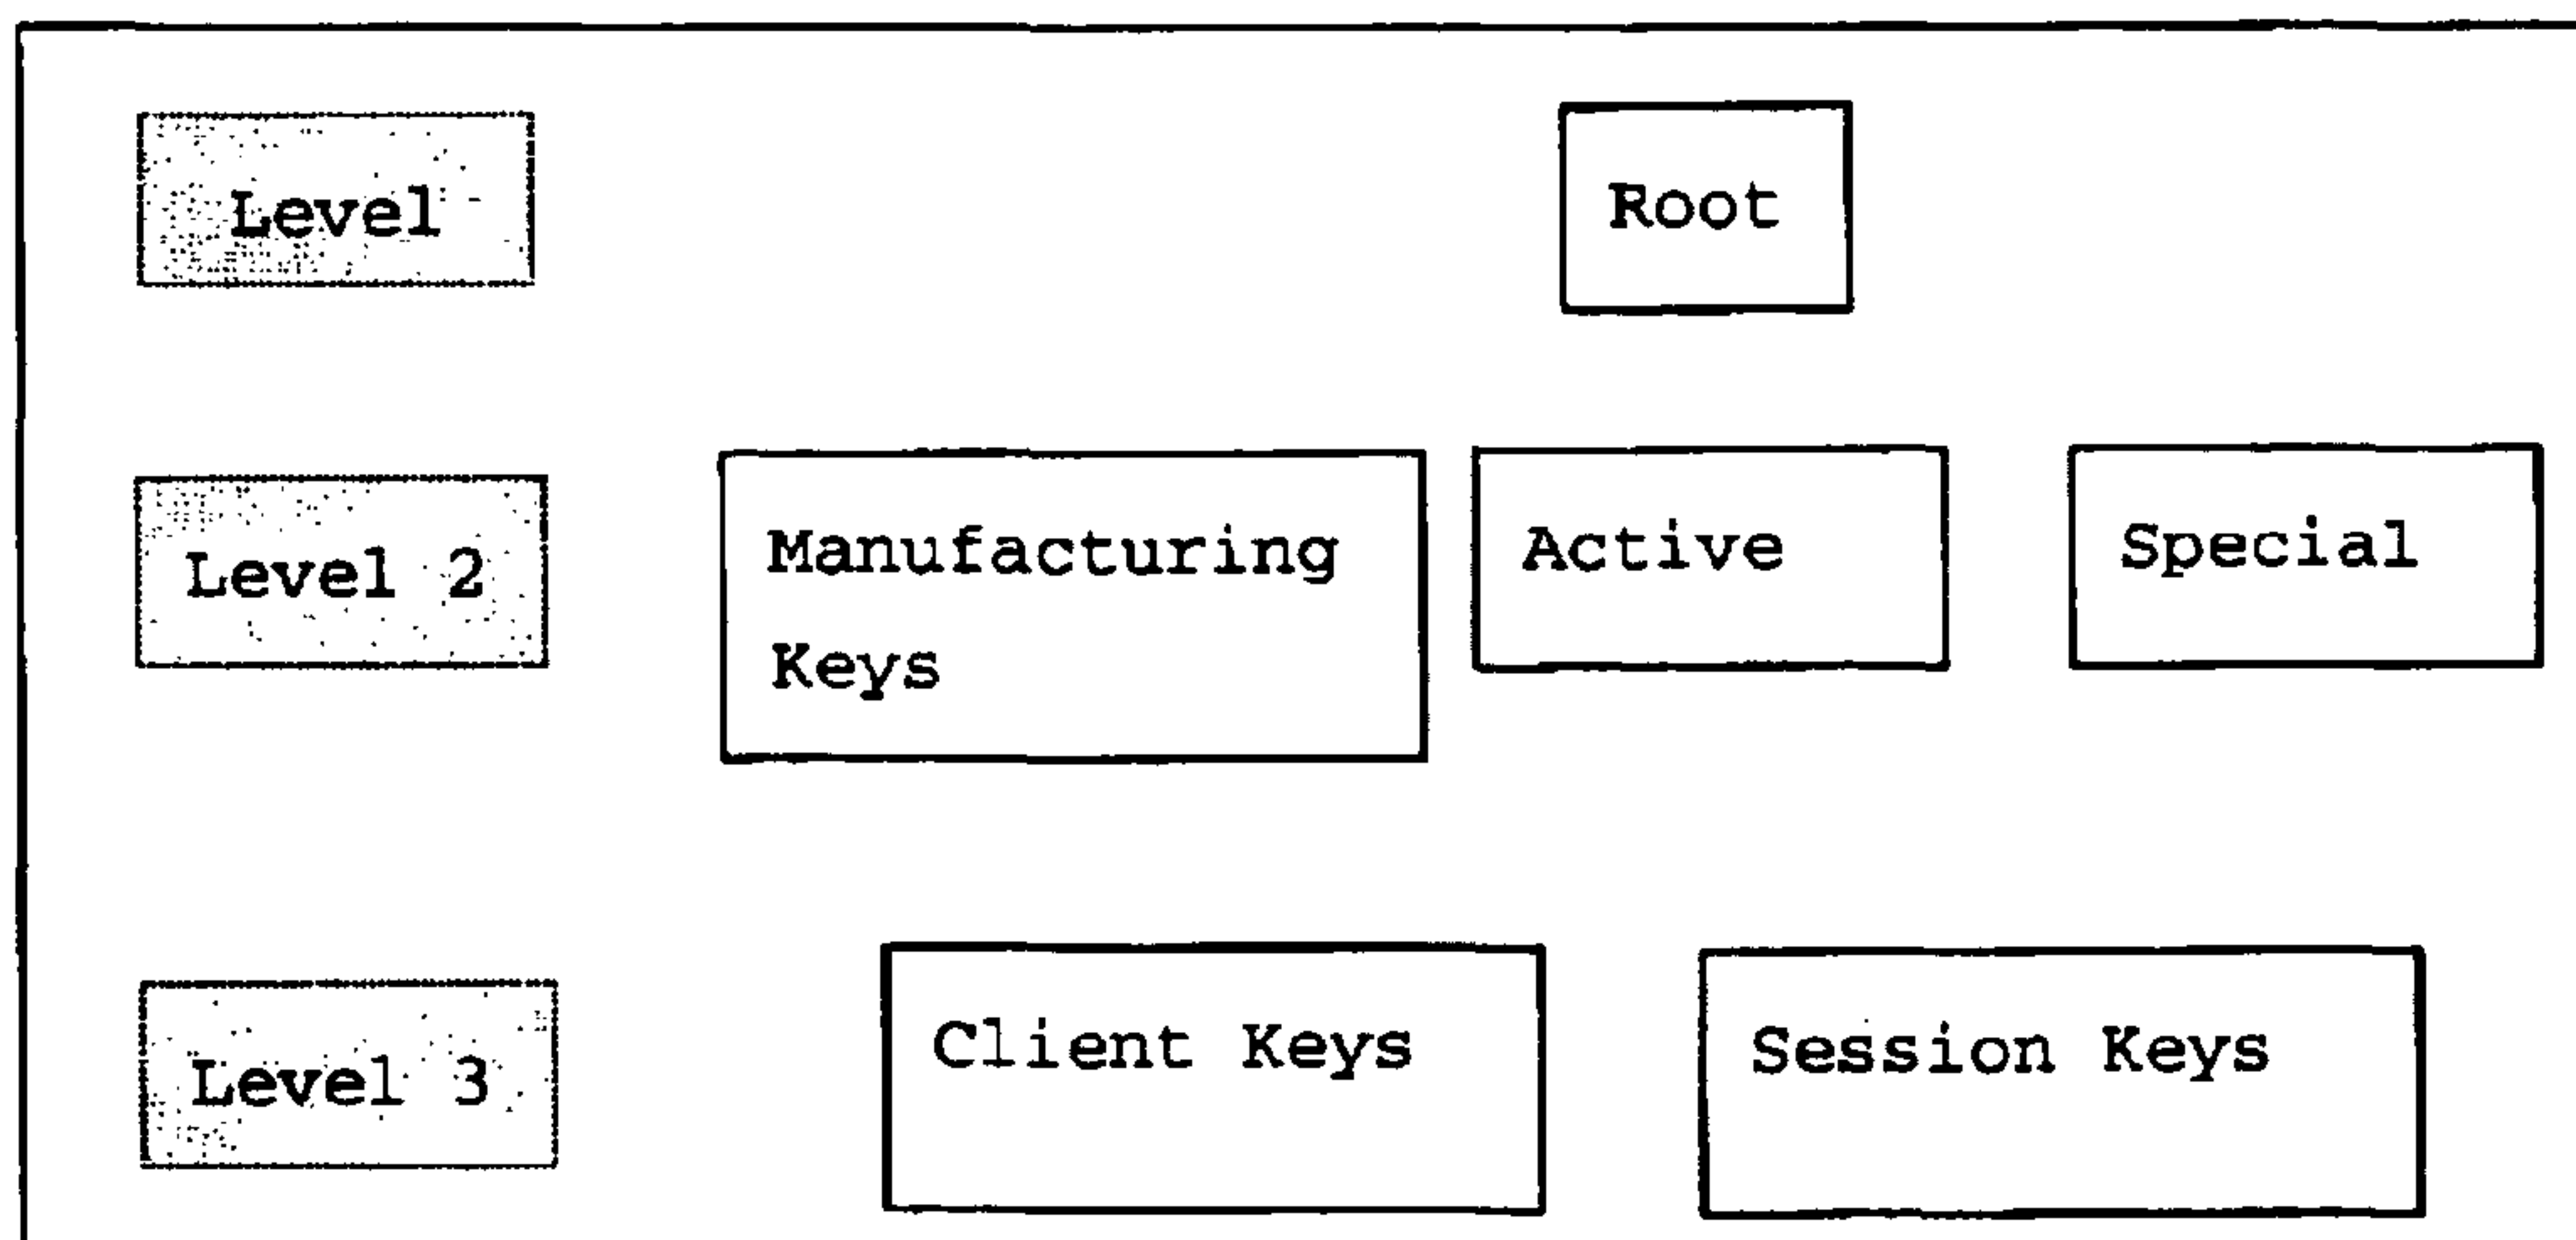 Level Root
Level 2 Manufacturing Keys Active Special
Level 3 Client Keys Session Keys